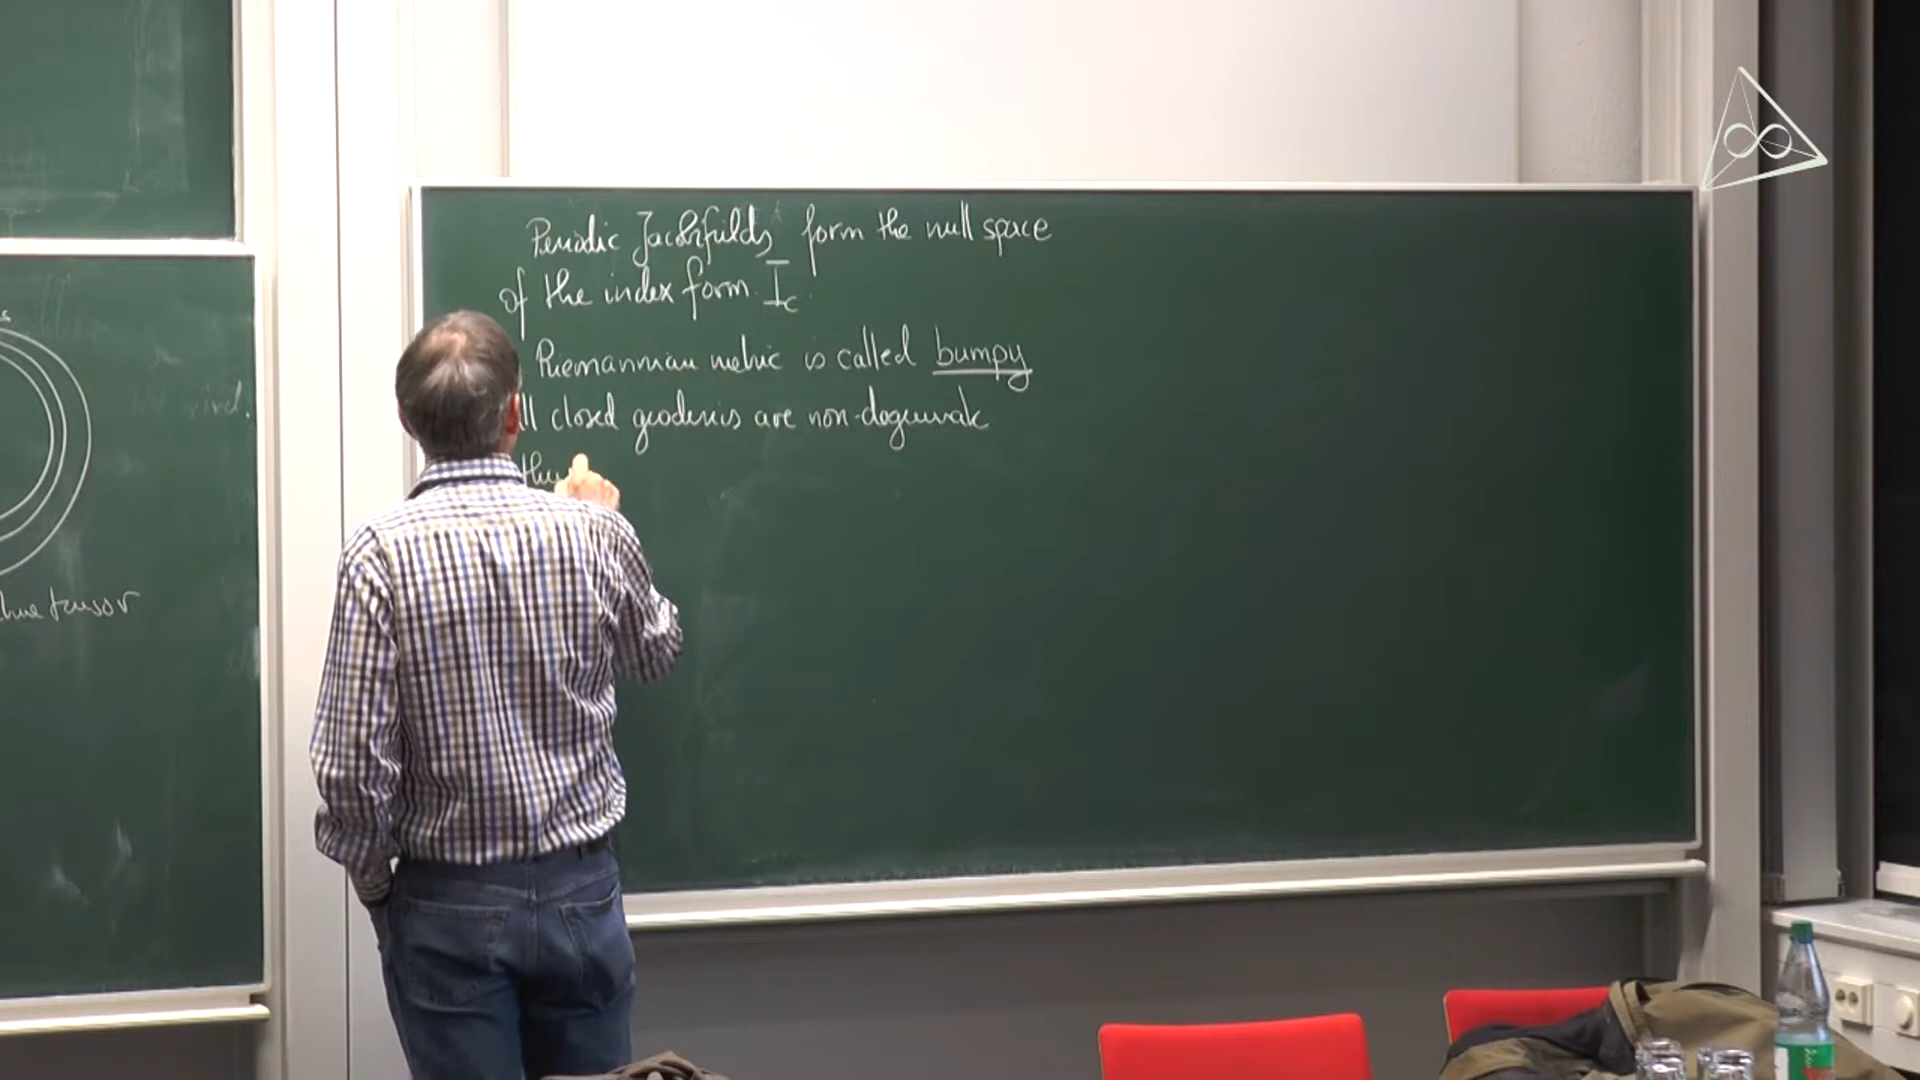 tensor
Periodic Jacobifields form the null space
of the index form I_c.
Riemannian metric is called bumpy
closed geodesics are non-degenerate